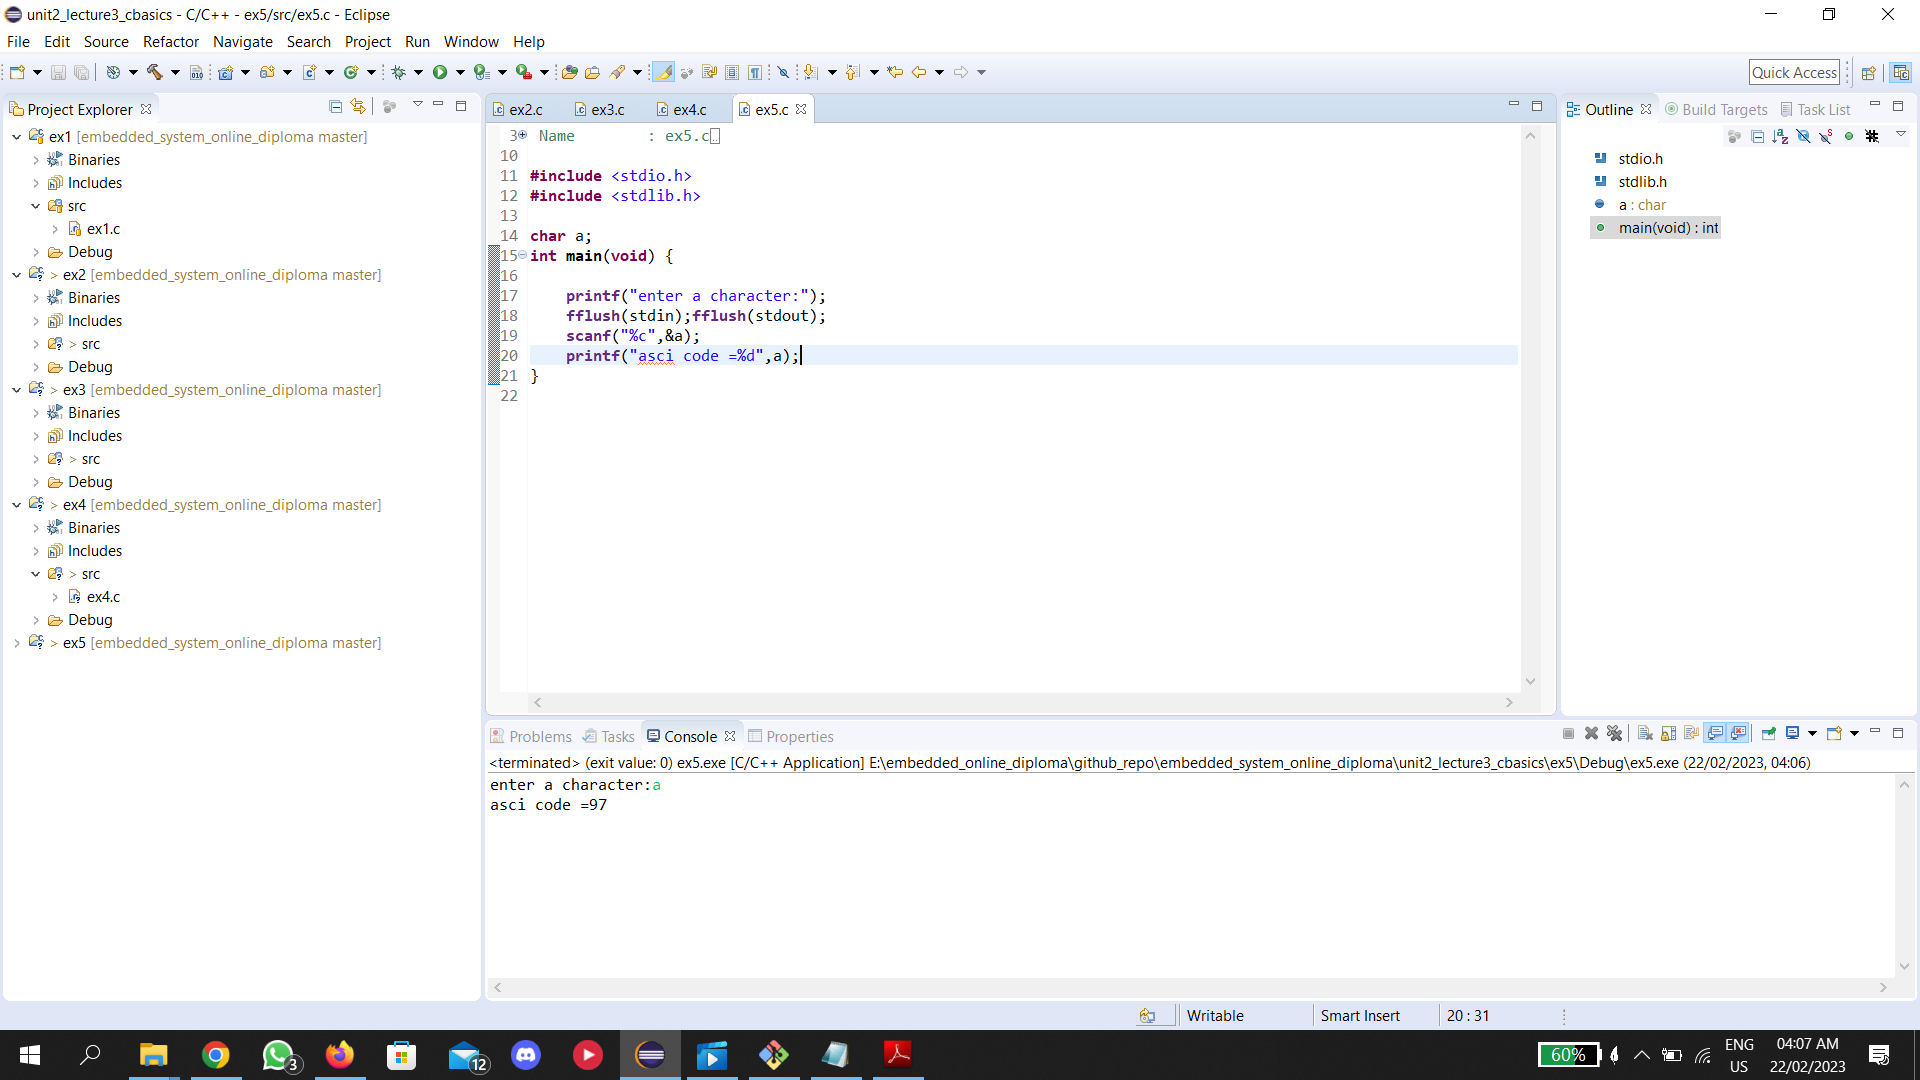 unit2_lecture3_cbasics - C/C++ - ex5/src/ex5.c - Eclipse
File Edit Source Refactor Navigate Search Project Run Window Help
Quick Access
Project Explorer
ex1 [embedded_system_online_diploma master]
Binaries
Includes
src
ex1.c
Debug
> ex2 [embedded_system_online_diploma master]
Binaries
Includes
> src
Debug
> ex3 [embedded_system_online_diploma master]
Binaries
Includes
> src
Debug
> ex4 [embedded_system_online_diploma master]
Binaries
Includes
> src
ex4.c
Debug
> ex5 [embedded_system_online_diploma master]
ex2.c ex3.c ex4.c ex5.c
3 Name : ex5.c
10
11 #include <stdio.h>
12 #include <stdlib.h>
13
14 char a;
15 int main(void) {
16
17 printf("enter a character:");
18 fflush(stdin);fflush(stdout);
19 scanf("%c",&a);
20 printf("asci code =%d",a);
21 }
22
Outline Build Targets Task List
stdio.h
stdlib.h
a : char
main(void) : int
Problems Tasks Console Properties
<terminated> (exit value: 0) ex5.exe [C/C++ Application] E:\embedded_online_diploma\github_repo\embedded_system_online_diploma\unit2_lecture3_cbasics\ex5\Debug\ex5.exe (22/02/2023, 04:06)
enter a character:a
asci code =97
Writable Smart Insert 20 : 31
3
12
60%
ENG
US
04:07 AM
22/02/2023